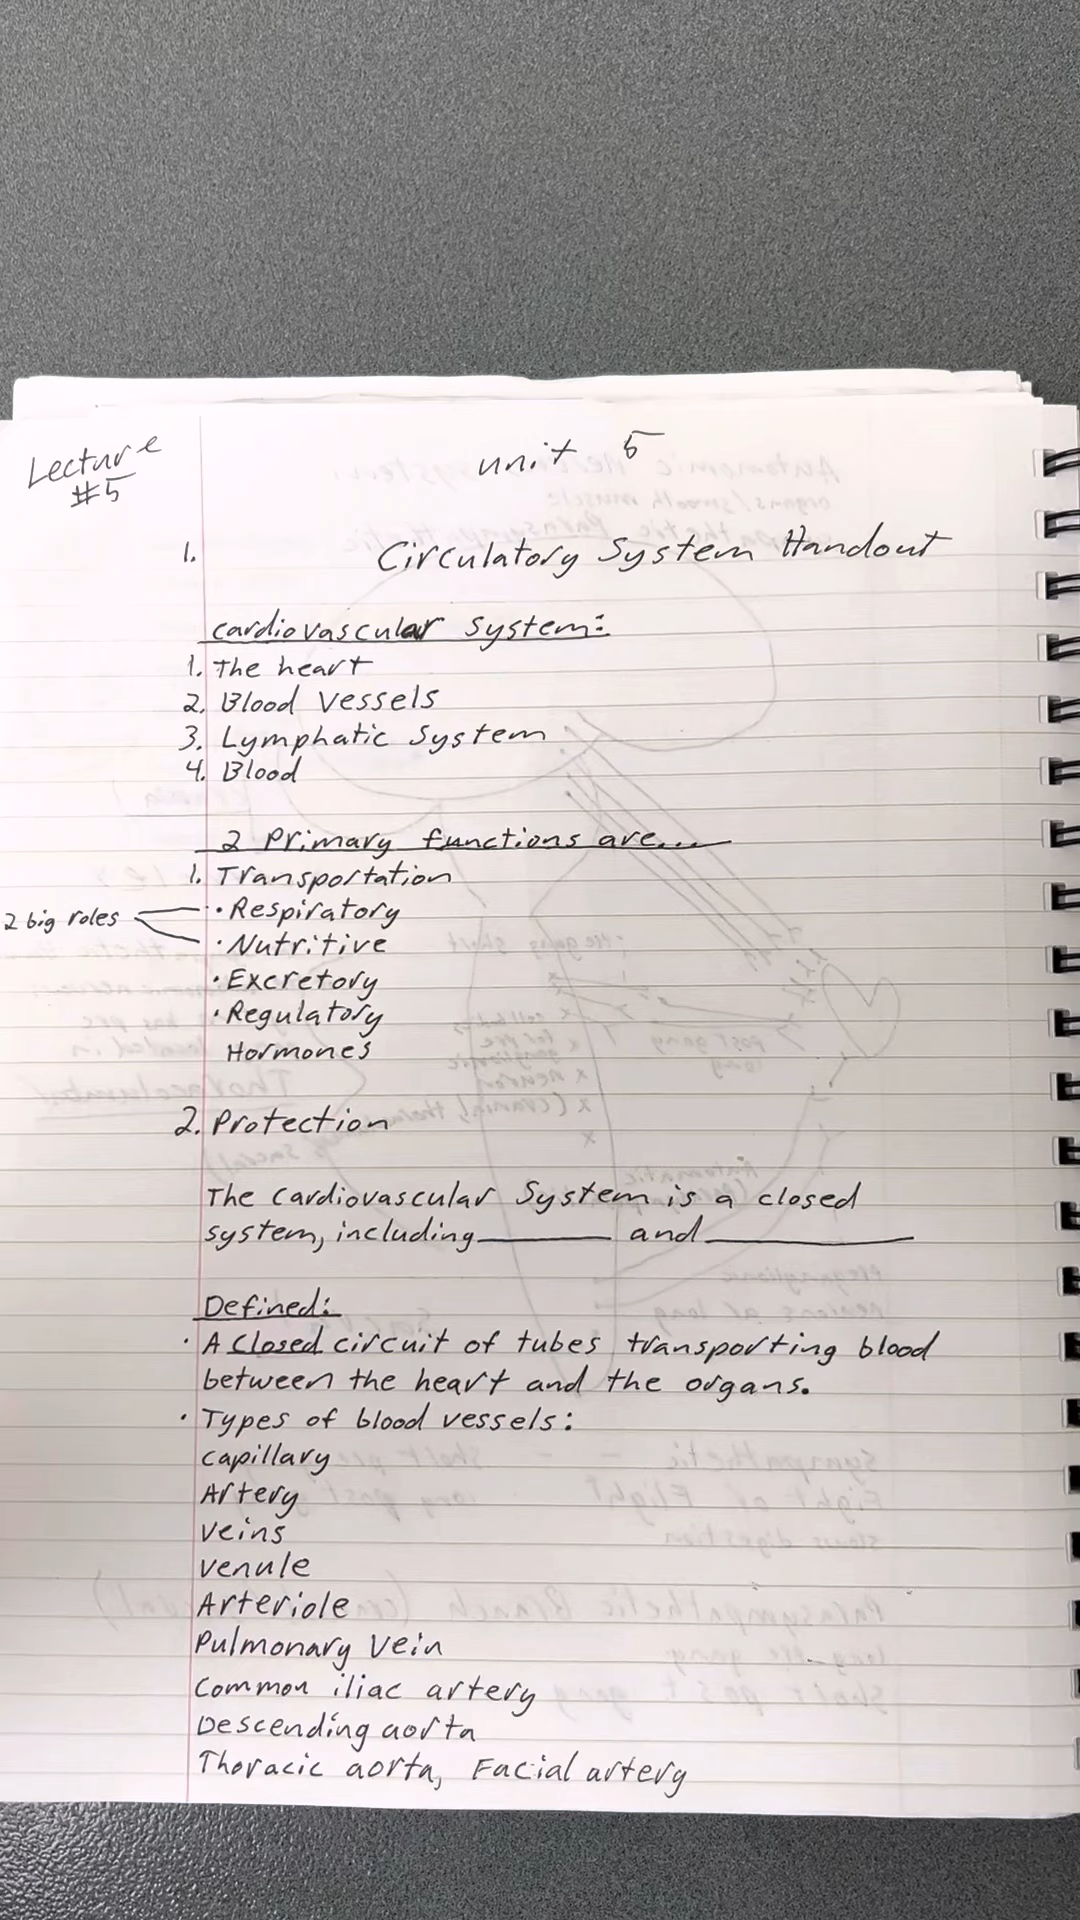 Lecture
#5
unit 5
1. Circulatory System Handout
Cardiovascular System:
1. The heart
2. Blood Vessels
3. Lymphatic System
4. Blood
2 Primary functions are...
1. Transportation
2 big roles
• Respiratory
• Nutritive
• Excretory
• Regulatory
Hormones
2. Protection
The Cardiovascular System is a closed
system, including_______ and__________
Defined:
• A Closed circuit of tubes transporting blood
between the heart and the organs.
• Types of blood vessels:
Capillary
Artery
Veins
Venule
Arteriole
Pulmonary Vein
Common iliac artery
Descending aorta
Thoracic aorta, Facial artery